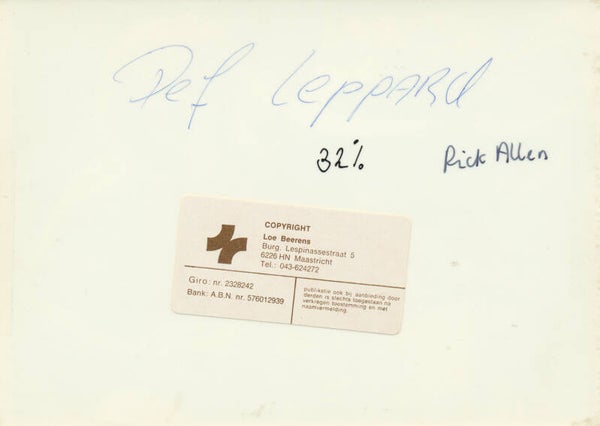 Def Leppard
32% Rick Allen
COPYRIGHT
Loe Beerens
Burg. Lespinassestraat 5
6226 HN Maastricht
Tel.: 043-624272
Giro: nr. 2328242
Bank: A.B.N. nr. 576012939
publikatie ook bij aanbieding door
derden is slechts toegestaan na
verkregen toestemming en met
naamvermelding.